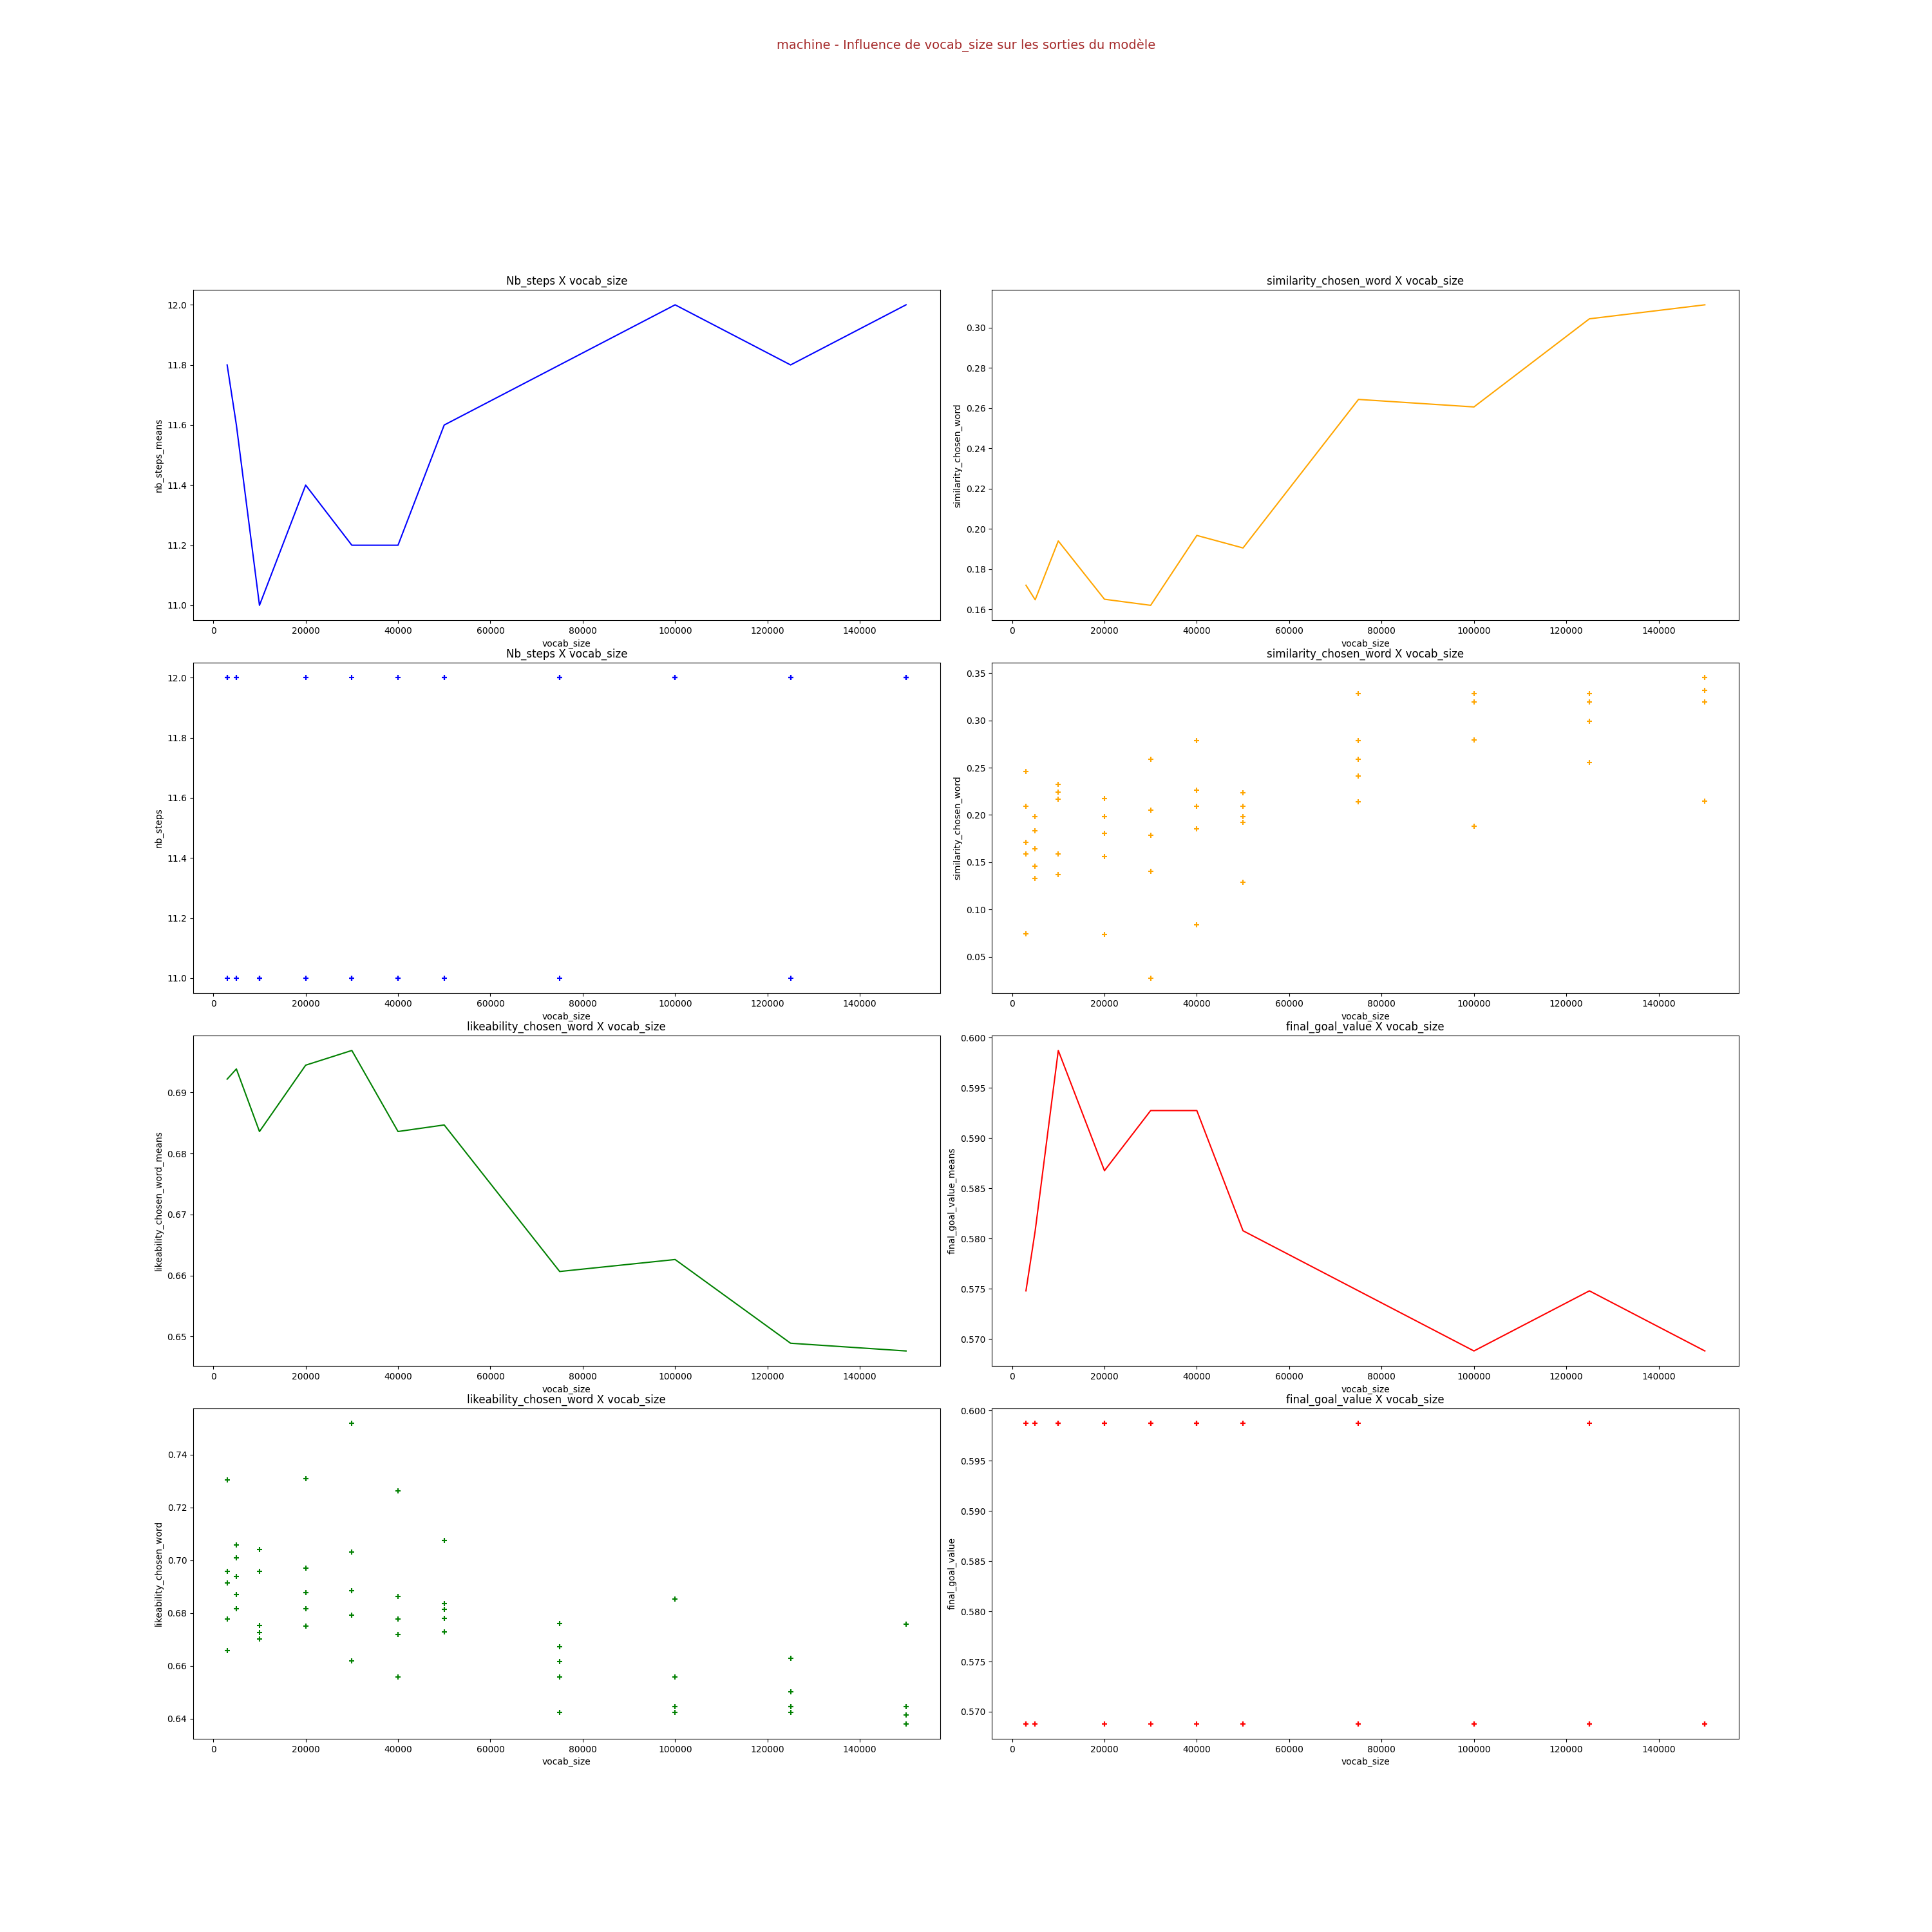 machine - Influence de vocab_size sur les sorties du modèle
Nb_steps X vocab_size
nb_steps_means
12.0
11.8
11.6
11.4
11.2
11.0
0 20000 40000 60000 80000 100000 120000 140000
vocab_size
similarity_chosen_word X vocab_size
similarity_chosen_word
0.30
0.28
0.26
0.24
0.22
0.20
0.18
0.16
0 20000 40000 60000 80000 100000 120000 140000
vocab_size
Nb_steps X vocab_size
nb_steps
12.0
11.8
11.6
11.4
11.2
11.0
0 20000 40000 60000 80000 100000 120000 140000
vocab_size
similarity_chosen_word X vocab_size
similarity_chosen_word
0.35
0.30
0.25
0.20
0.15
0.10
0.05
0 20000 40000 60000 80000 100000 120000 140000
vocab_size
likeability_chosen_word X vocab_size
likeability_chosen_word_means
0.69
0.68
0.67
0.66
0.65
0 20000 40000 60000 80000 100000 120000 140000
vocab_size
final_goal_value X vocab_size
final_goal_value_means
0.600
0.595
0.590
0.585
0.580
0.575
0.570
0 20000 40000 60000 80000 100000 120000 140000
vocab_size
likeability_chosen_word X vocab_size
likeability_chosen_word
0.74
0.72
0.70
0.68
0.66
0.64
0 20000 40000 60000 80000 100000 120000 140000
vocab_size
final_goal_value X vocab_size
final_goal_value
0.600
0.595
0.590
0.585
0.580
0.575
0.570
0 20000 40000 60000 80000 100000 120000 140000
vocab_size